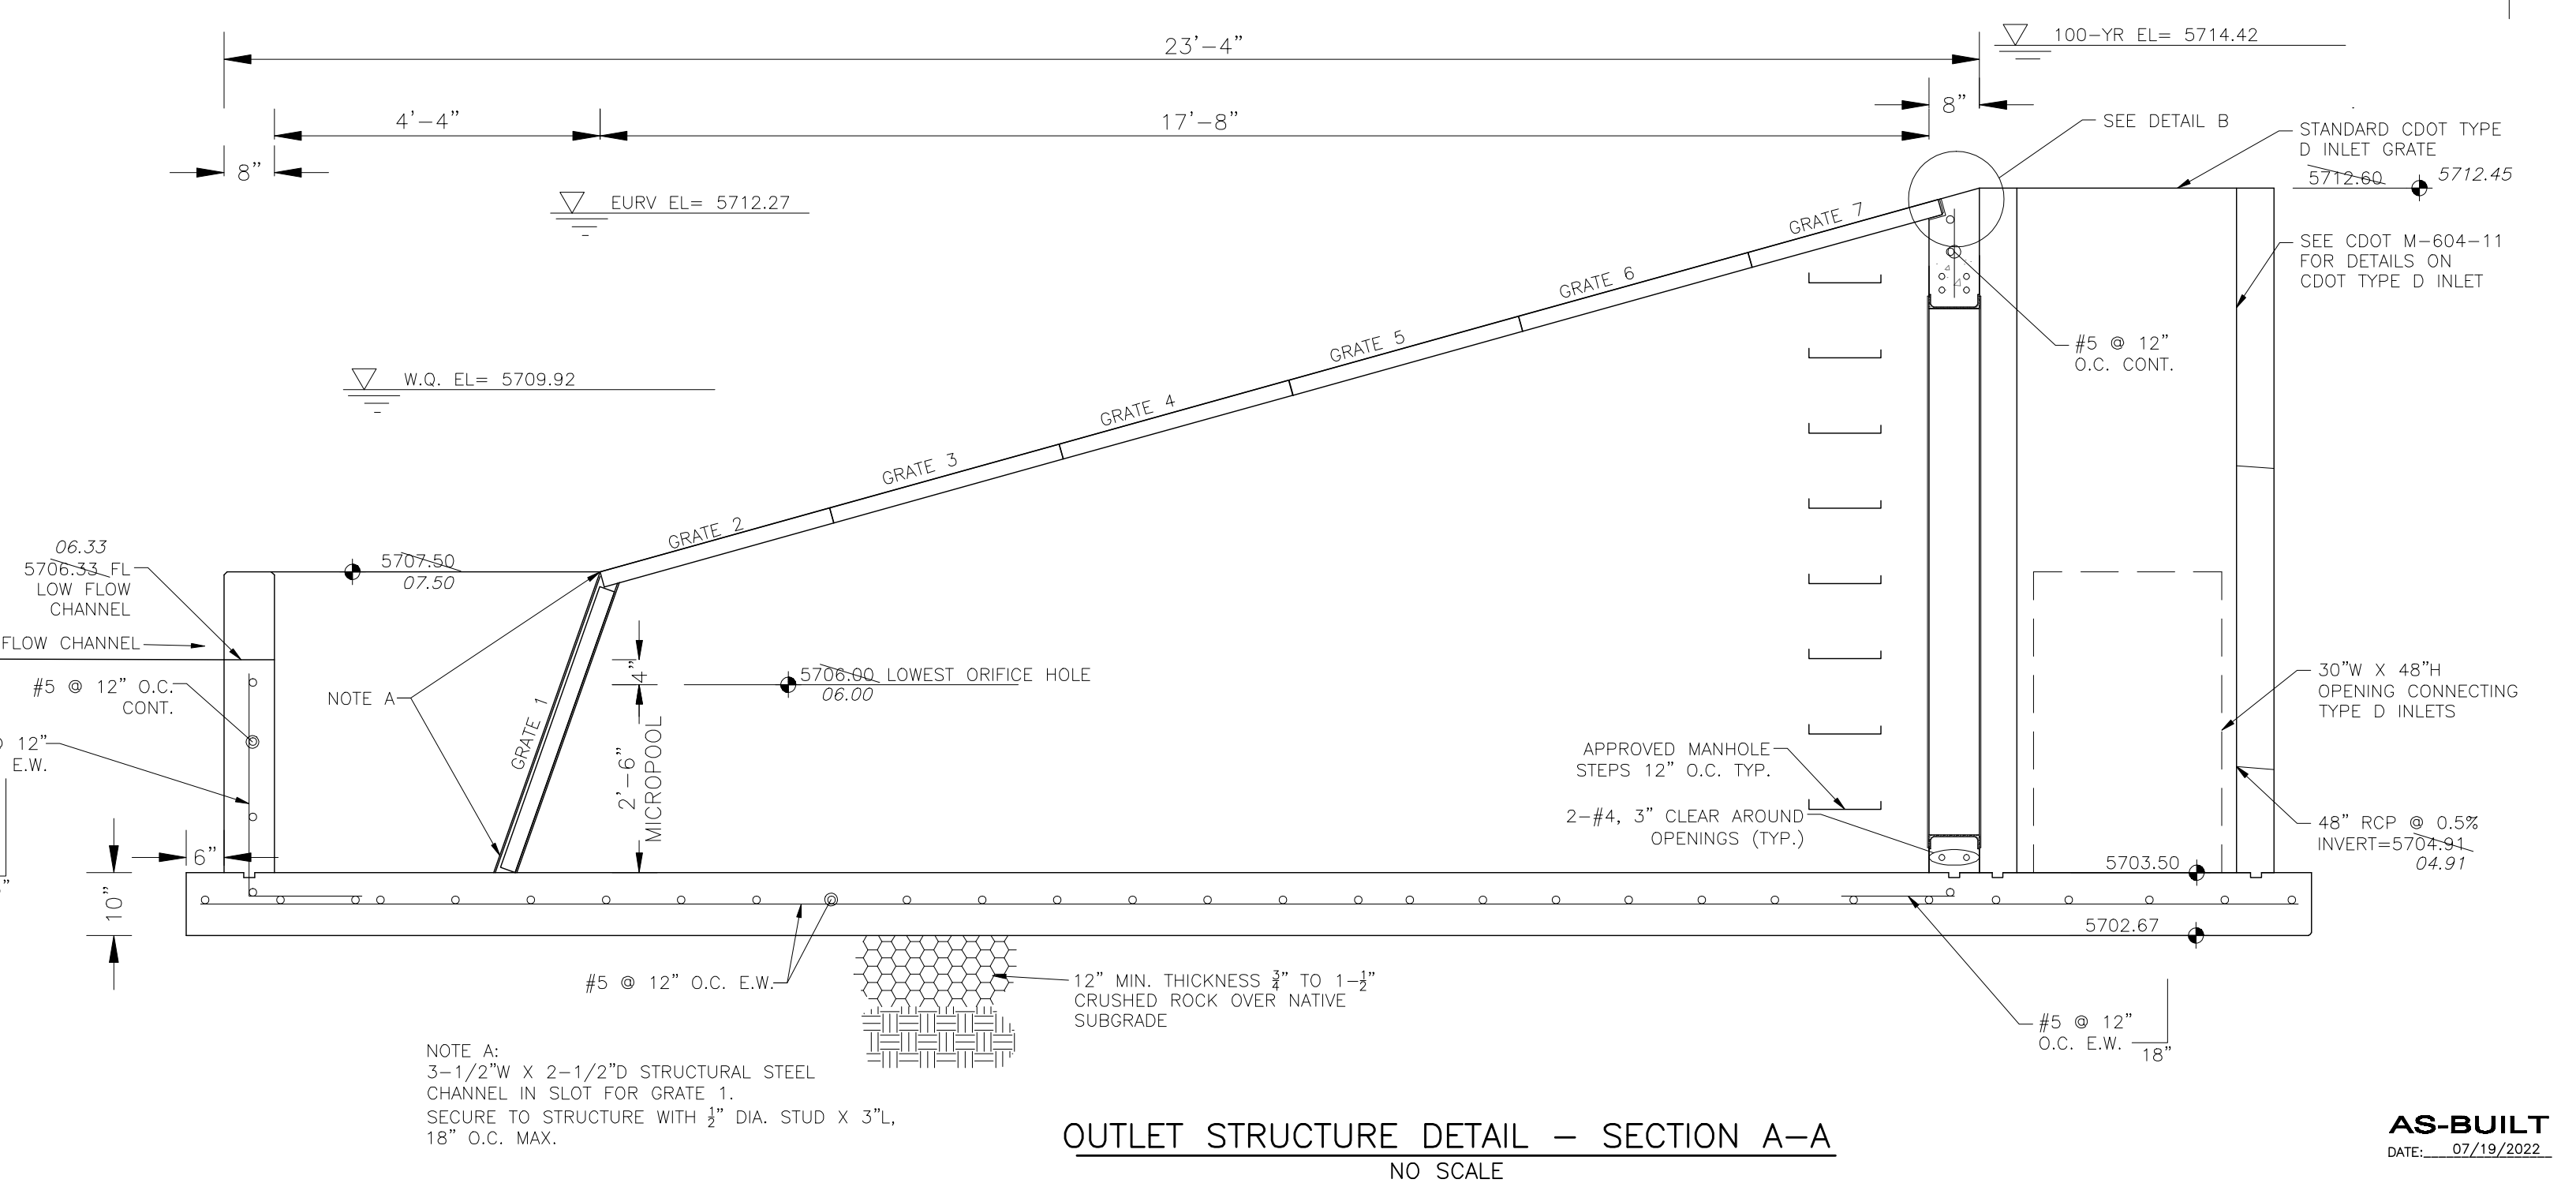 23'-4"
100-YR EL= 5714.42
4'-4"
17'-8"
8"
8"
SEE DETAIL B
STANDARD CDOT TYPE
D INLET GRATE
5712.60
5712.45
EURV EL= 5712.27
GRATE 7
SEE CDOT M-604-11
FOR DETAILS ON
CDOT TYPE D INLET
GRATE 6
#5 @ 12"
O.C. CONT.
GRATE 5
W.Q. EL= 5709.92
GRATE 4
GRATE 3
GRATE 2
06.33
5706.33 FL
LOW FLOW
CHANNEL
5707.50
07.50
FLOW CHANNEL
#5 @ 12" O.C.
CONT.
12"
E.W.
NOTE A
GRATE 1
4"
2'-6"
MICROPOOL
5706.00 LOWEST ORIFICE HOLE
06.00
30"W X 48"H
OPENING CONNECTING
TYPE D INLETS
APPROVED MANHOLE
STEPS 12" O.C. TYP.
2-#4, 3" CLEAR AROUND
OPENINGS (TYP.)
48" RCP @ 0.5%
INVERT=5704.91
04.91
6"
10"
5703.50
5702.67
#5 @ 12" O.C. E.W.
12" MIN. THICKNESS 3/4" TO 1-1/2"
CRUSHED ROCK OVER NATIVE
SUBGRADE
#5 @ 12"
O.C. E.W.
18"
NOTE A:
3-1/2"W X 2-1/2"D STRUCTURAL STEEL
CHANNEL IN SLOT FOR GRATE 1.
SECURE TO STRUCTURE WITH 1/2" DIA. STUD X 3"L,
18" O.C. MAX.
OUTLET STRUCTURE DETAIL - SECTION A-A
NO SCALE
AS-BUILT
DATE: 07/19/2022